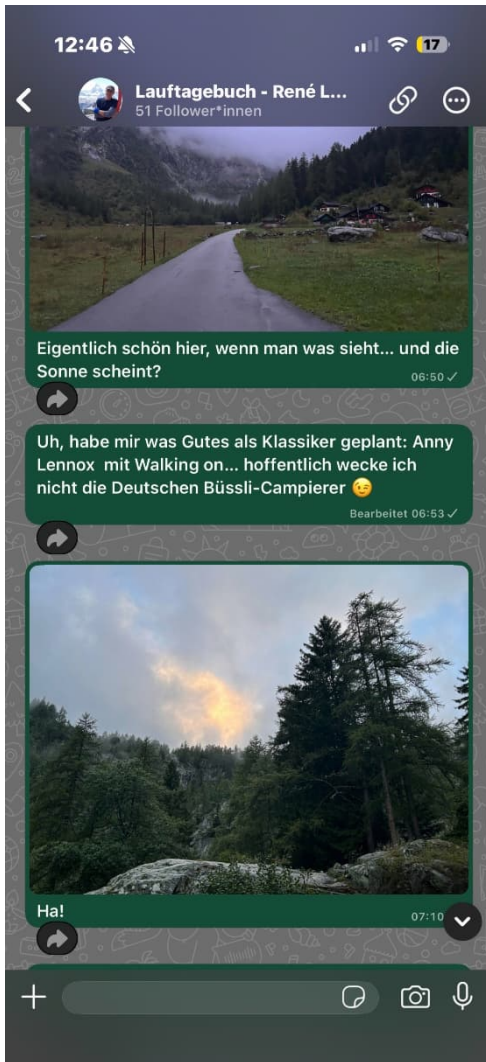 12:46
17
Lauftagebuch - René L...
51 Follower*innen
Eigentlich schön hier, wenn man was sieht... und die
Sonne scheint?
06:50
Uh, habe mir was Gutes als Klassiker geplant: Anny
Lennox mit Walking on... hoffentlich wecke ich
nicht die Deutschen Büssli-Campierer 😉
Bearbeitet 06:53
Ha!
07:10